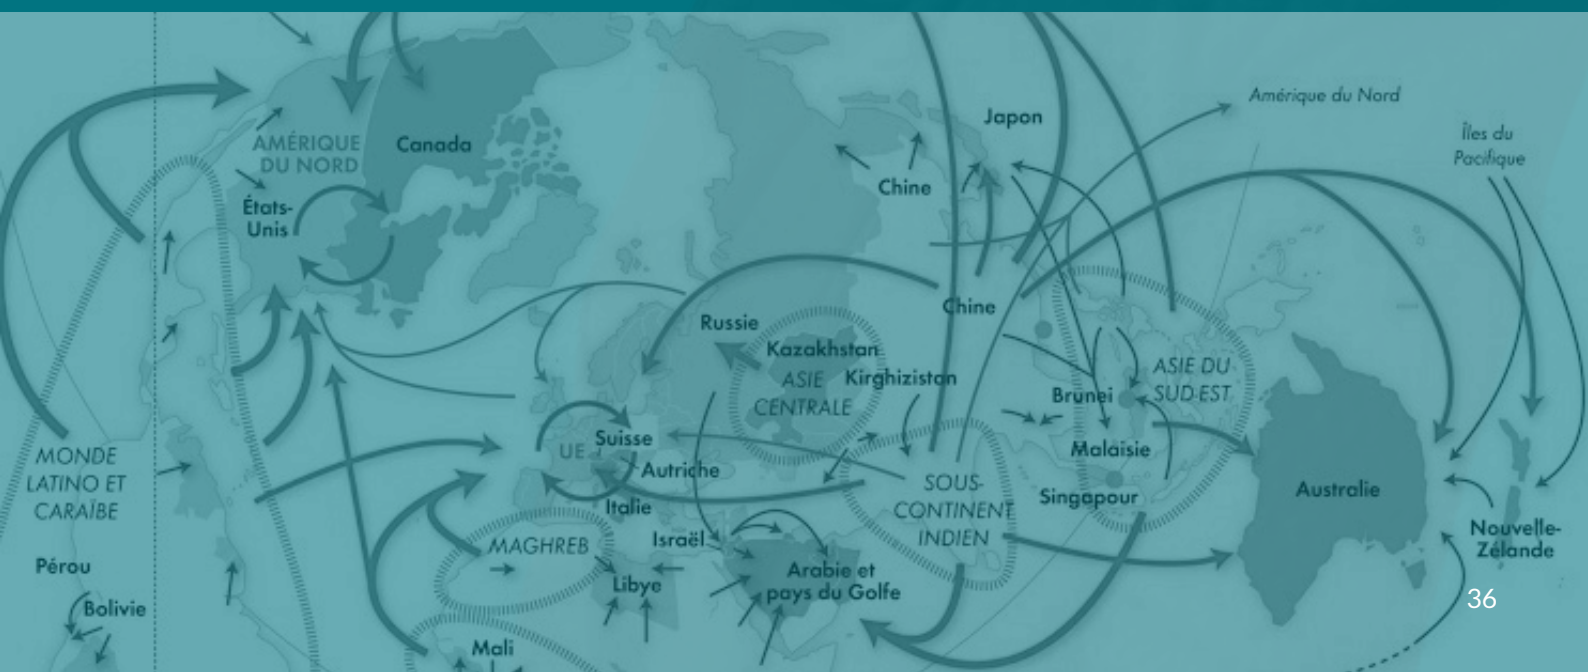 Amérique du Nord
Îles du
Pacifique
Japon
AMÉRIQUE
DU NORD
Canada
Chine
États-
Unis
Chine
Russie
Kazakhstan
ASIE
CENTRALE
Kirghizistan
ASIE DU
SUD-EST
Brunei
MONDE
LATINO ET
CARAÏBE
UE
Suisse
Autriche
Italie
Malaisie
Singapour
SOUS-
CONTINENT
INDIEN
Australie
Nouvelle-
Zélande
MAGHREB
Israël
Libye
Arabie et
pays du Golfe
Pérou
Bolivie
Mali
36